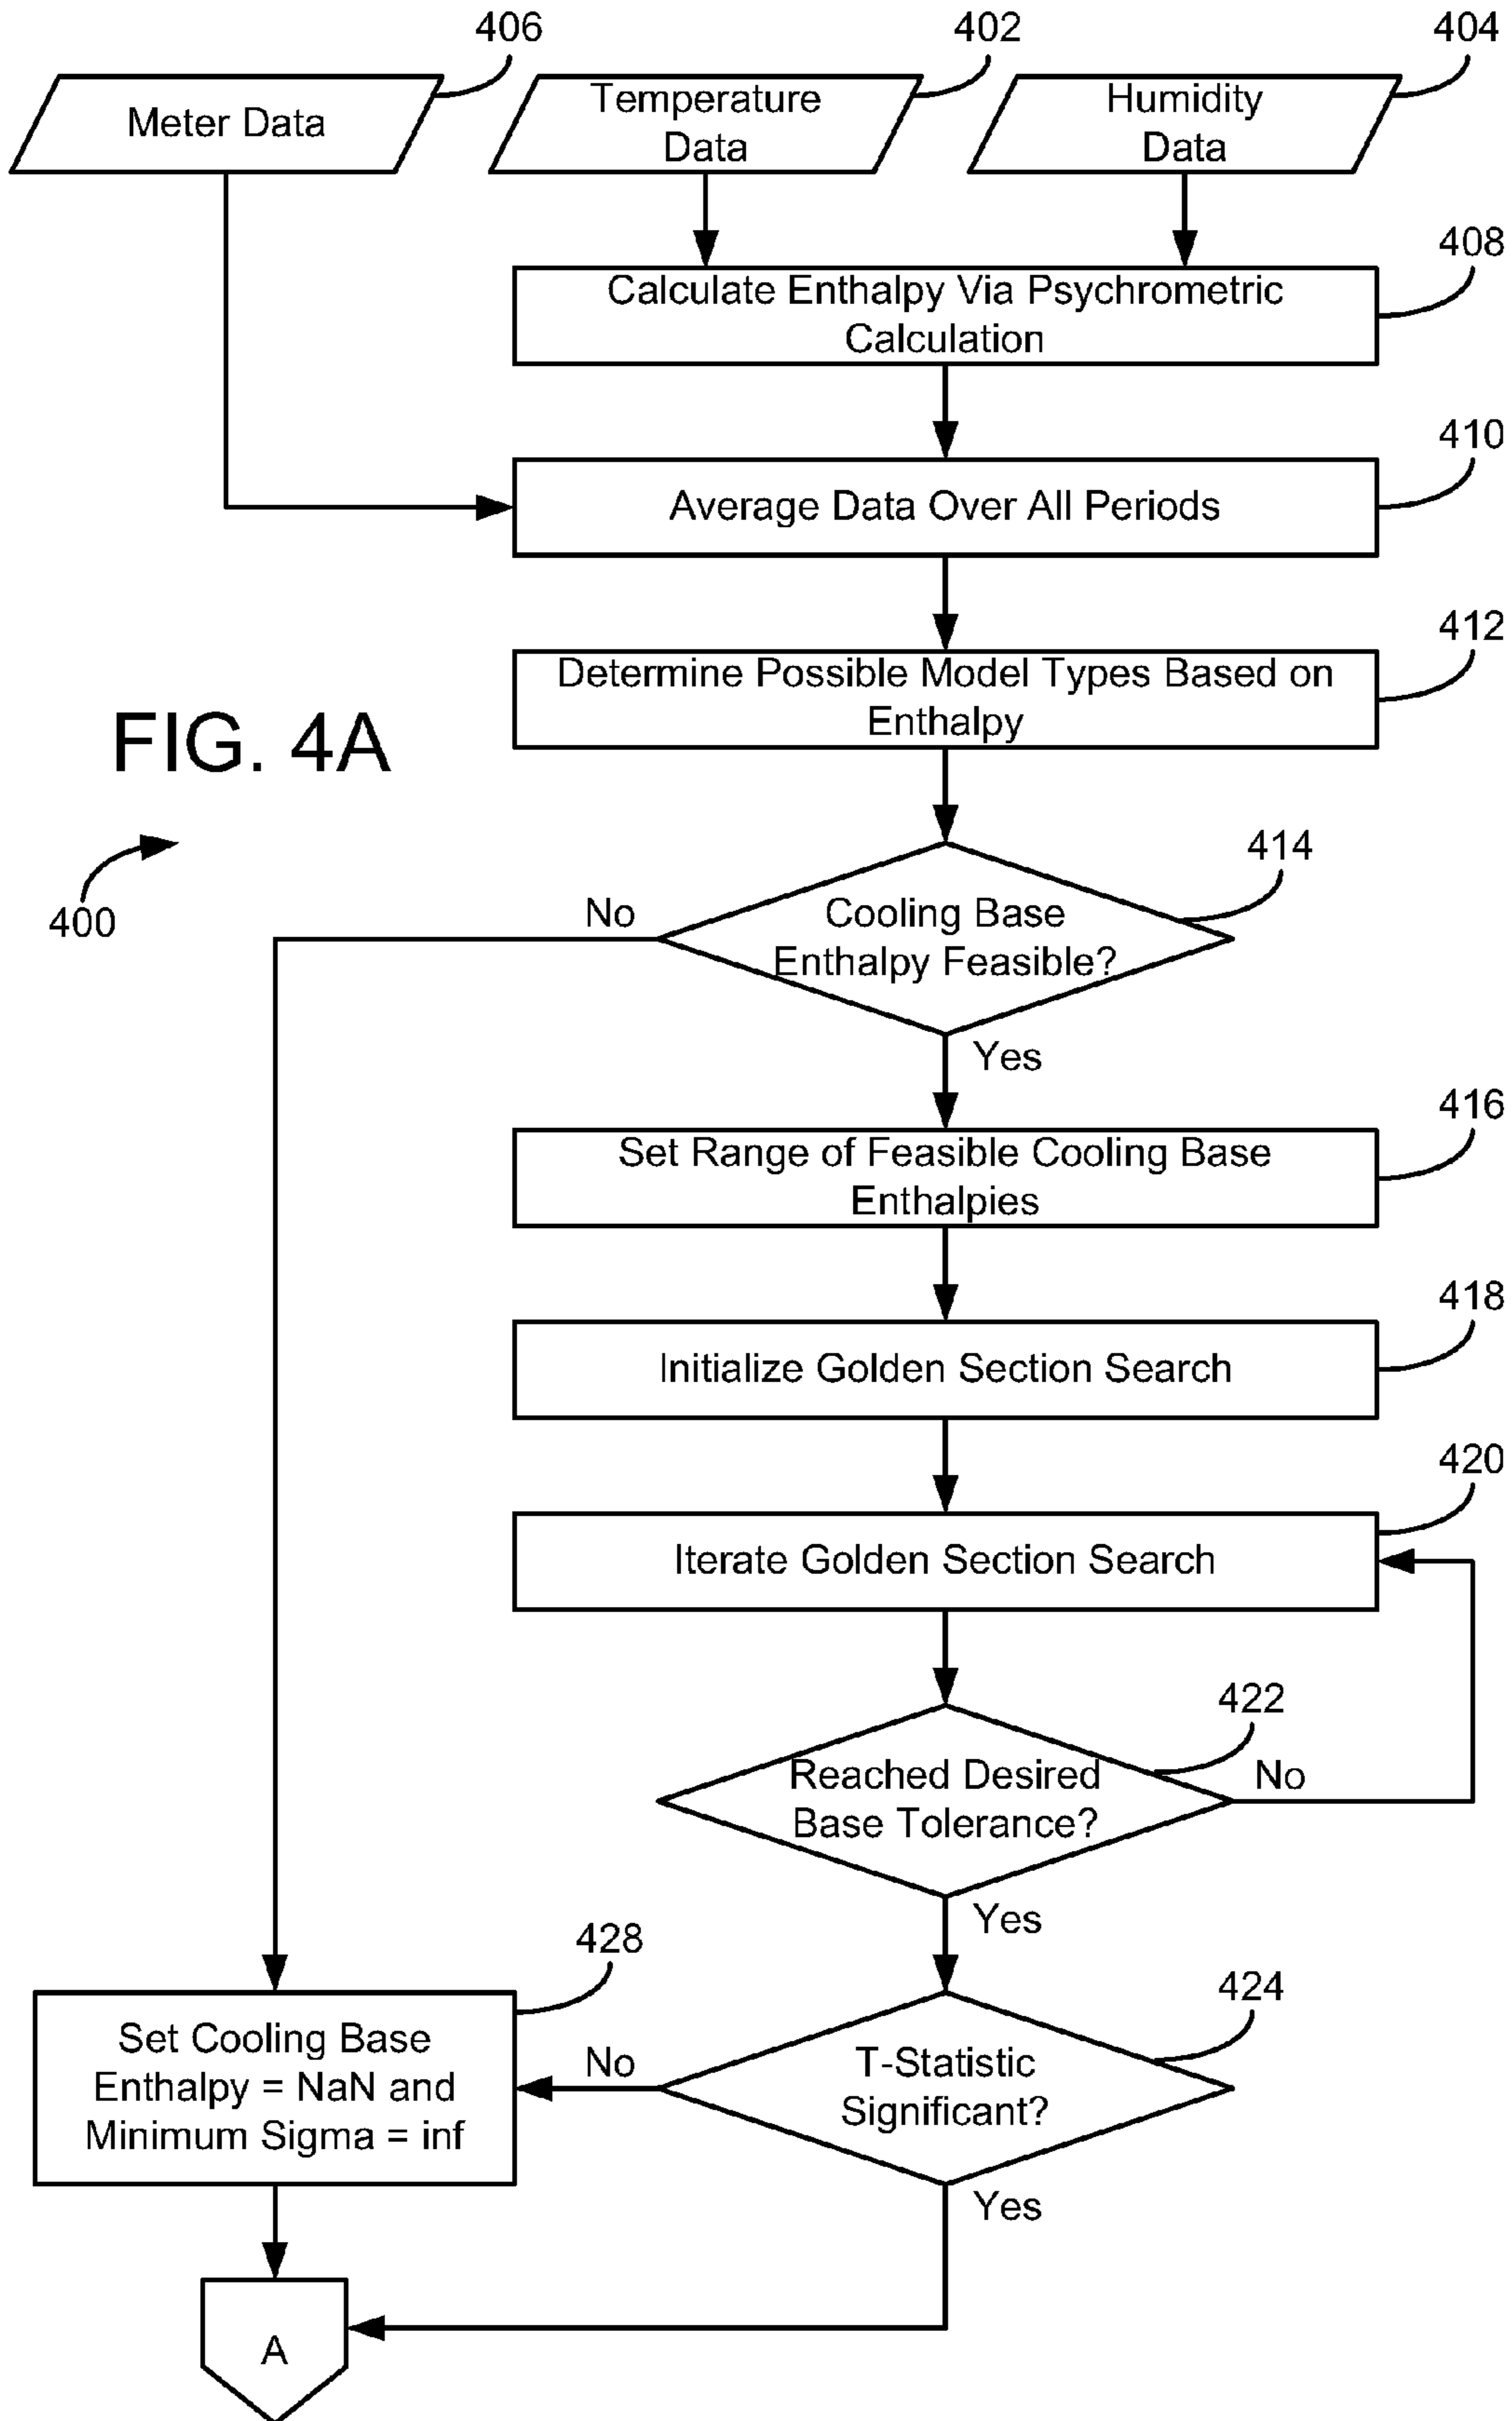 406
402
404
Meter Data
Temperature
Data
Humidity
Data
408
Calculate Enthalpy Via Psychrometric
Calculation
410
Average Data Over All Periods
412
Determine Possible Model Types Based on
Enthalpy
FIG. 4A
400
414
No
Cooling Base
Enthalpy Feasible?
Yes
416
Set Range of Feasible Cooling Base
Enthalpies
418
Initialize Golden Section Search
420
Iterate Golden Section Search
422
Reached Desired
Base Tolerance?
No
Yes
428
424
Set Cooling Base
Enthalpy = NaN and
Minimum Sigma = inf
No
T-Statistic
Significant?
Yes
A